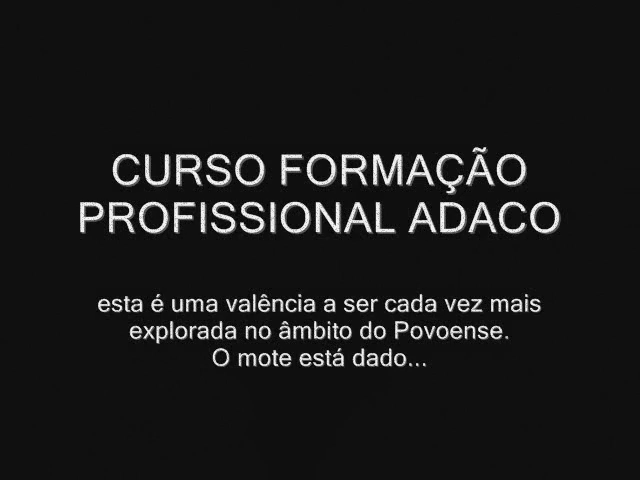 CURSO FORMAÇÃO
PROFISSIONAL ADACO
esta é uma valência a ser cada vez mais
explorada no âmbito do Povoense.
O mote está dado...